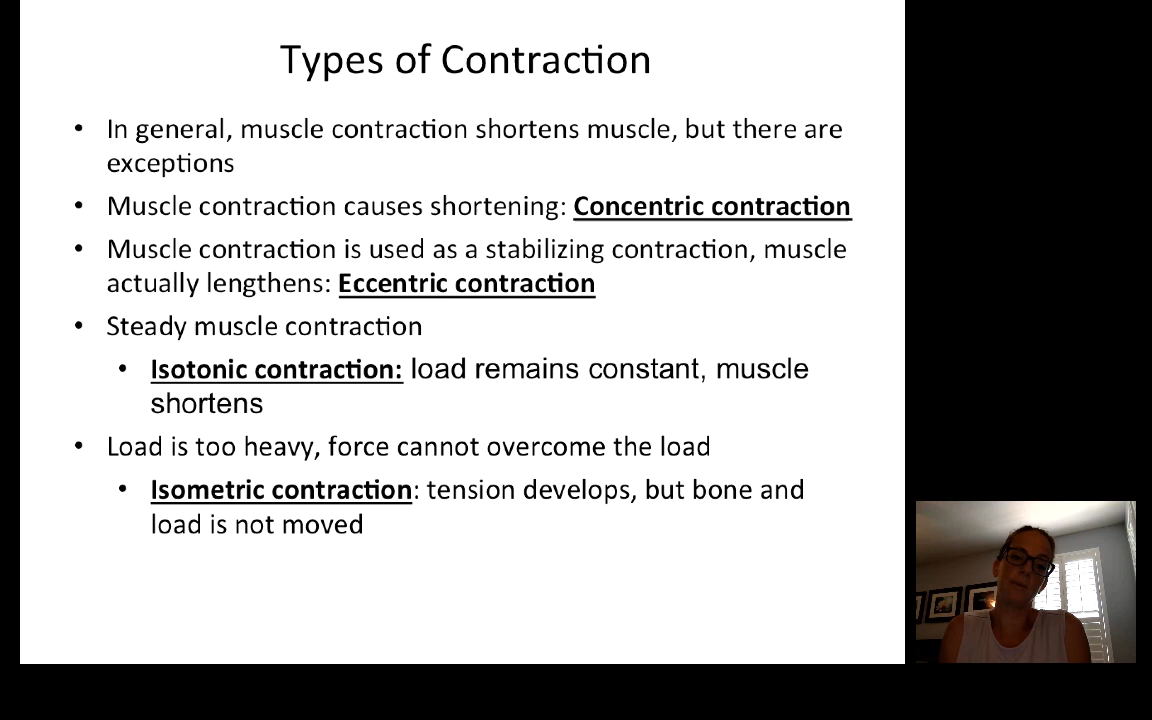 Types of Contraction
• In general, muscle contraction shortens muscle, but there are
exceptions
• Muscle contraction causes shortening: Concentric contraction
• Muscle contraction is used as a stabilizing contraction, muscle
actually lengthens: Eccentric contraction
• Steady muscle contraction
• Isotonic contraction: load remains constant, muscle
shortens
• Load is too heavy, force cannot overcome the load
• Isometric contraction: tension develops, but bone and
load is not moved